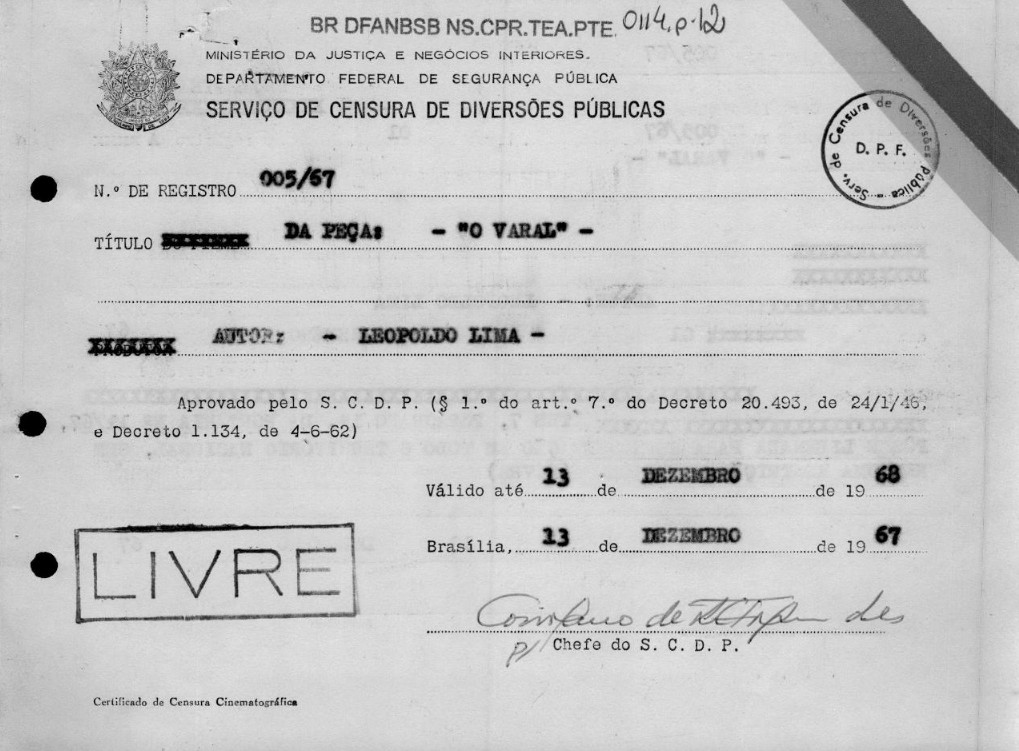 BR DFANBSB NS.CPR.TEA.PTE. 0114, p.12
MINISTÉRIO DA JUSTIÇA E NEGÓCIOS INTERIORES.
DEPARTAMENTO FEDERAL DE SEGURANÇA PÚBLICA
SERVIÇO DE CENSURA DE DIVERSÕES PÚBLICAS
Serv. de Censura de Diversões Pública
D. P. F.
N.º DE REGISTRO 005/67
TÍTULO DA PEÇA: - "O VARAL" -
AUTOR: - LEOPOLDO LIMA -
Aprovado pelo S. C. D. P. (§ 1.º do art.º 7.º do Decreto 20.493, de 24/1/46,
e Decreto 1.134, de 4-6-62)
Válido até 13 de DEZEMBRO de 19 68
Brasília, 13 de DEZEMBRO de 19 67
LIVRE
p/ Chefe do S. C. D. P.
Certificado de Censura Cinematográfica